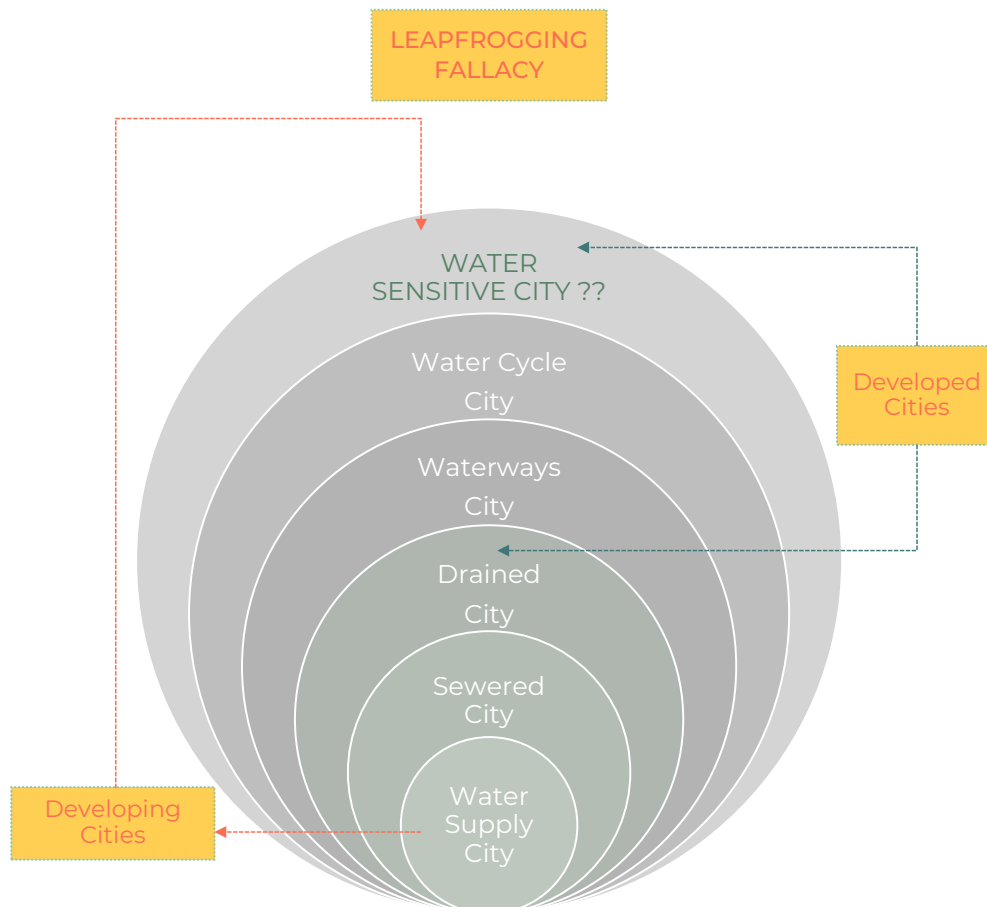 LEAPFROGGING
FALLACY
WATER
SENSITIVE CITY ??
Water Cycle
City
Waterways
City
Developed
Cities
Drained
City
Sewered
City
Water
Supply
City
Developing
Cities